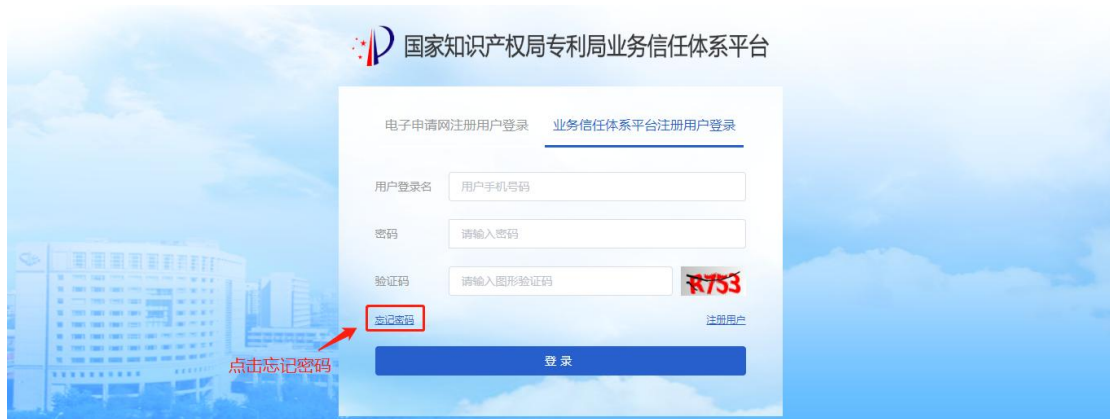 国家知识产权局专利局业务信任体系平台
电子申请网注册用户登录 业务信任体系平台注册用户登录
用户登录名 用户手机号码
密码 请输入密码
验证码 请输入图形验证码 R753
忘记密码 注册用户
点击忘记密码
登录